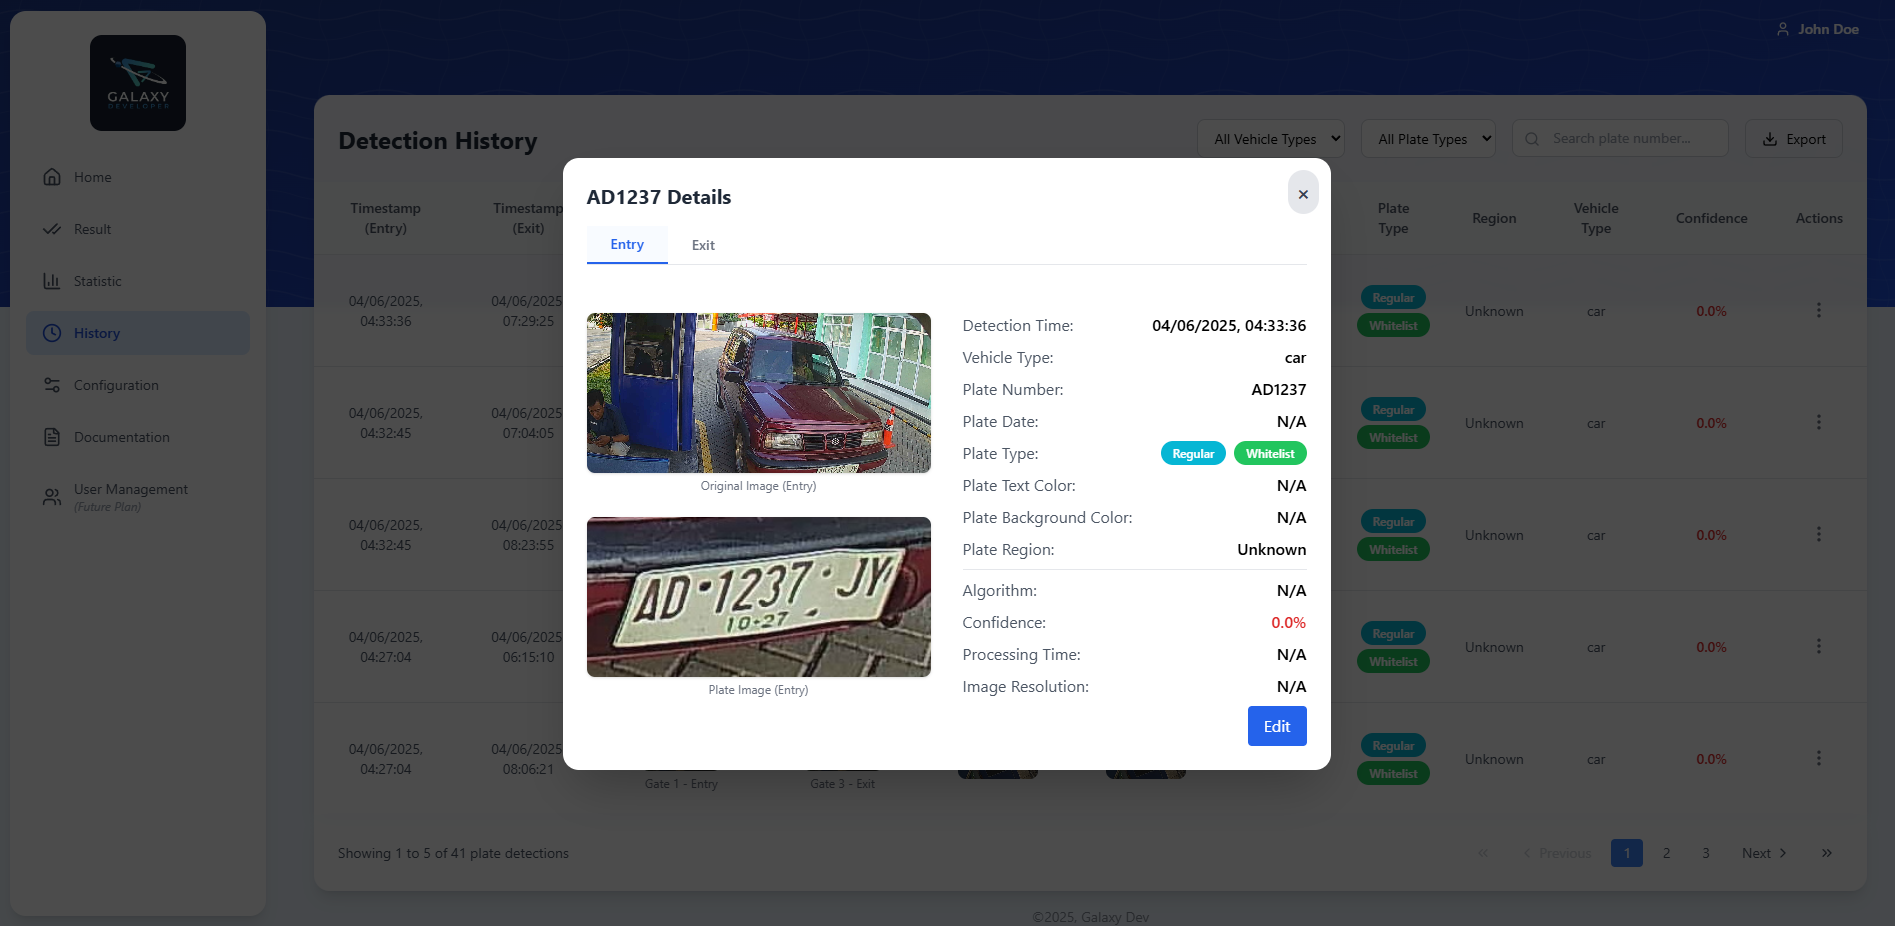 GALAXY
DEVELOPER
Home
Result
Statistic
History
Configuration
Documentation
User Management
(Future Plan)
John Doe
Detection History
All Vehicle Types
All Plate Types
Search plate number...
Export
Timestamp
(Entry)
Timestamp
(Exit)
Plate
Type
Region
Vehicle
Type
Confidence
Actions
04/06/2025,
04:33:36
04/06/2025
07:29:25
Regular
Whitelist
Unknown
car
0.0%
04/06/2025,
04:32:45
04/06/2025
07:04:05
Regular
Whitelist
Unknown
car
0.0%
04/06/2025,
04:32:45
04/06/2025
08:23:55
Regular
Whitelist
Unknown
car
0.0%
04/06/2025,
04:27:04
04/06/2025
06:15:10
Regular
Whitelist
Unknown
car
0.0%
04/06/2025,
04:27:04
04/06/2025
08:06:21
Gate 1 - Entry
Gate 3 - Exit
Regular
Whitelist
Unknown
car
0.0%
Showing 1 to 5 of 41 plate detections
« ‹ Previous 1 2 3 Next › »
©2025, Galaxy Dev
AD1237 Details
×
Entry
Exit
Original Image (Entry)
AD·1237·JY
10·27
Plate Image (Entry)
Detection Time: 04/06/2025, 04:33:36
Vehicle Type: car
Plate Number: AD1237
Plate Date: N/A
Plate Type: Regular Whitelist
Plate Text Color: N/A
Plate Background Color: N/A
Plate Region: Unknown
Algorithm: N/A
Confidence: 0.0%
Processing Time: N/A
Image Resolution: N/A
Edit